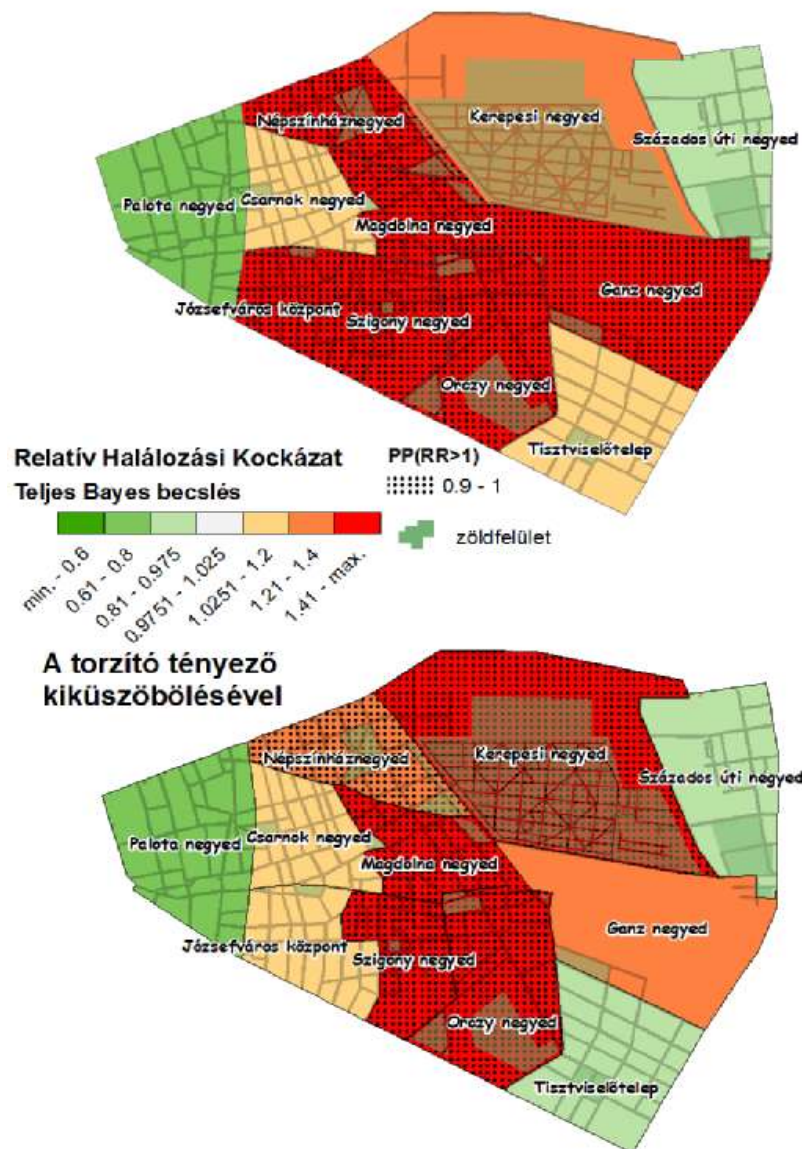 Népszínháznegyed
Kerepesi negyed
Százados úti negyed
Palota negyed
Csarnok negyed
Magdolna negyed
Ganz negyed
Józsefváros központ
Szigony negyed
Orczy negyed
Tisztviselőtelep
Relatív Halálozási Kockázat
Teljes Bayes becslés
PP(RR>1)
0.9 - 1
zöldfelület
min. - 0.6
0.61 - 0.8
0.81 - 0.975
0.9751 - 1.025
1.0251 - 1.2
1.21 - 1.4
1.41 - max.
A torzító tényező
kiküszöbölésével
Népszínháznegyed
Kerepesi negyed
Százados úti negyed
Palota negyed
Csarnok negyed
Magdolna negyed
Ganz negyed
Józsefváros központ
Szigony negyed
Orczy negyed
Tisztviselőtelep